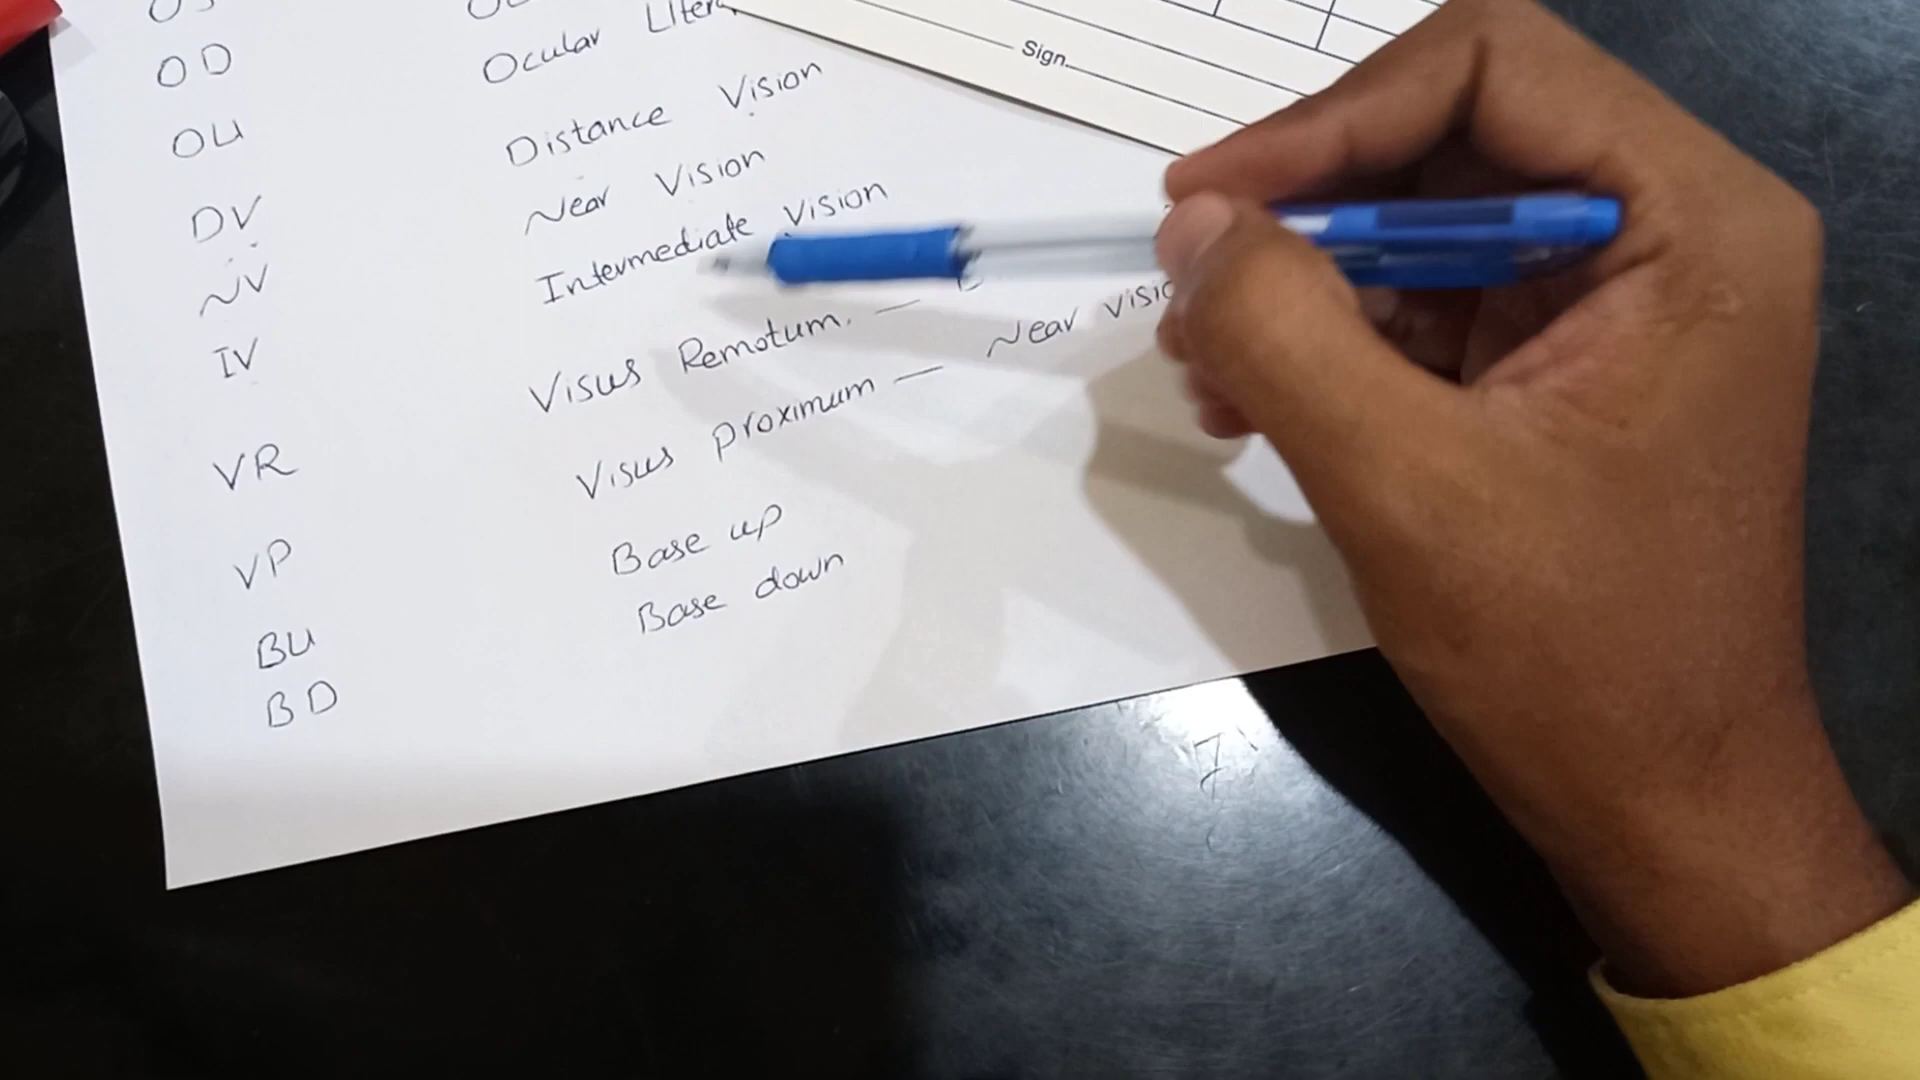 OD
OU Ocular
DV Distance Vision
NV Near Vision
IV Intermediate Vision
VR Visus Remotum. —
VP Visus proximum — Near
BU Base up
BD Base down
Sign.